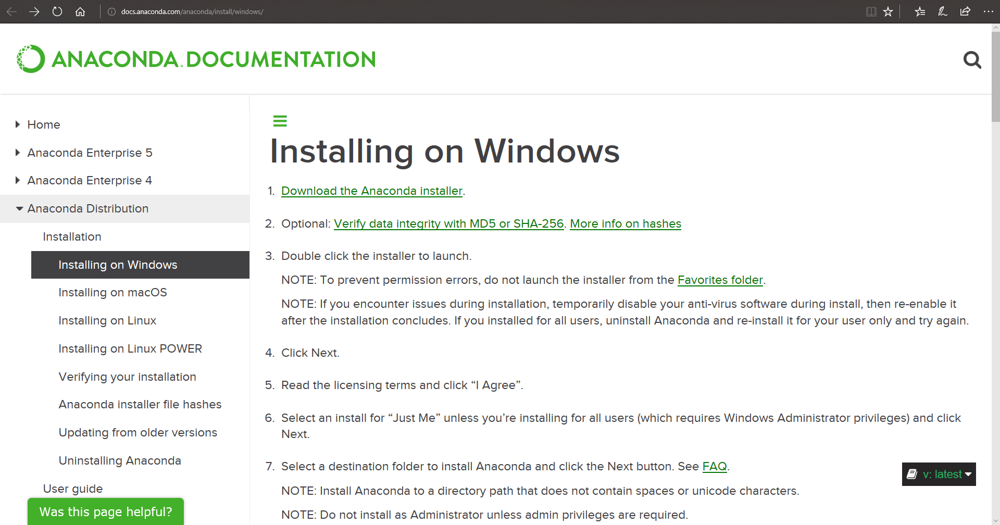 docs.anaconda.com/anaconda/install/windows/
ANACONDA® DOCUMENTATION
Home
Anaconda Enterprise 5
Anaconda Enterprise 4
Anaconda Distribution
Installation
Installing on Windows
Installing on macOS
Installing on Linux
Installing on Linux POWER
Verifying your installation
Anaconda installer file hashes
Updating from older versions
Uninstalling Anaconda
User guide
Was this page helpful?
Installing on Windows
1. Download the Anaconda installer.
2. Optional: Verify data integrity with MD5 or SHA-256. More info on hashes
3. Double click the installer to launch.
NOTE: To prevent permission errors, do not launch the installer from the Favorites folder.
NOTE: If you encounter issues during installation, temporarily disable your anti-virus software during install, then re-enable it
after the installation concludes. If you installed for all users, uninstall Anaconda and re-install it for your user only and try again.
4. Click Next.
5. Read the licensing terms and click “I Agree”.
6. Select an install for “Just Me” unless you’re installing for all users (which requires Windows Administrator privileges) and click
Next.
7. Select a destination folder to install Anaconda and click the Next button. See FAQ.
NOTE: Install Anaconda to a directory path that does not contain spaces or unicode characters.
NOTE: Do not install as Administrator unless admin privileges are required.
v: latest